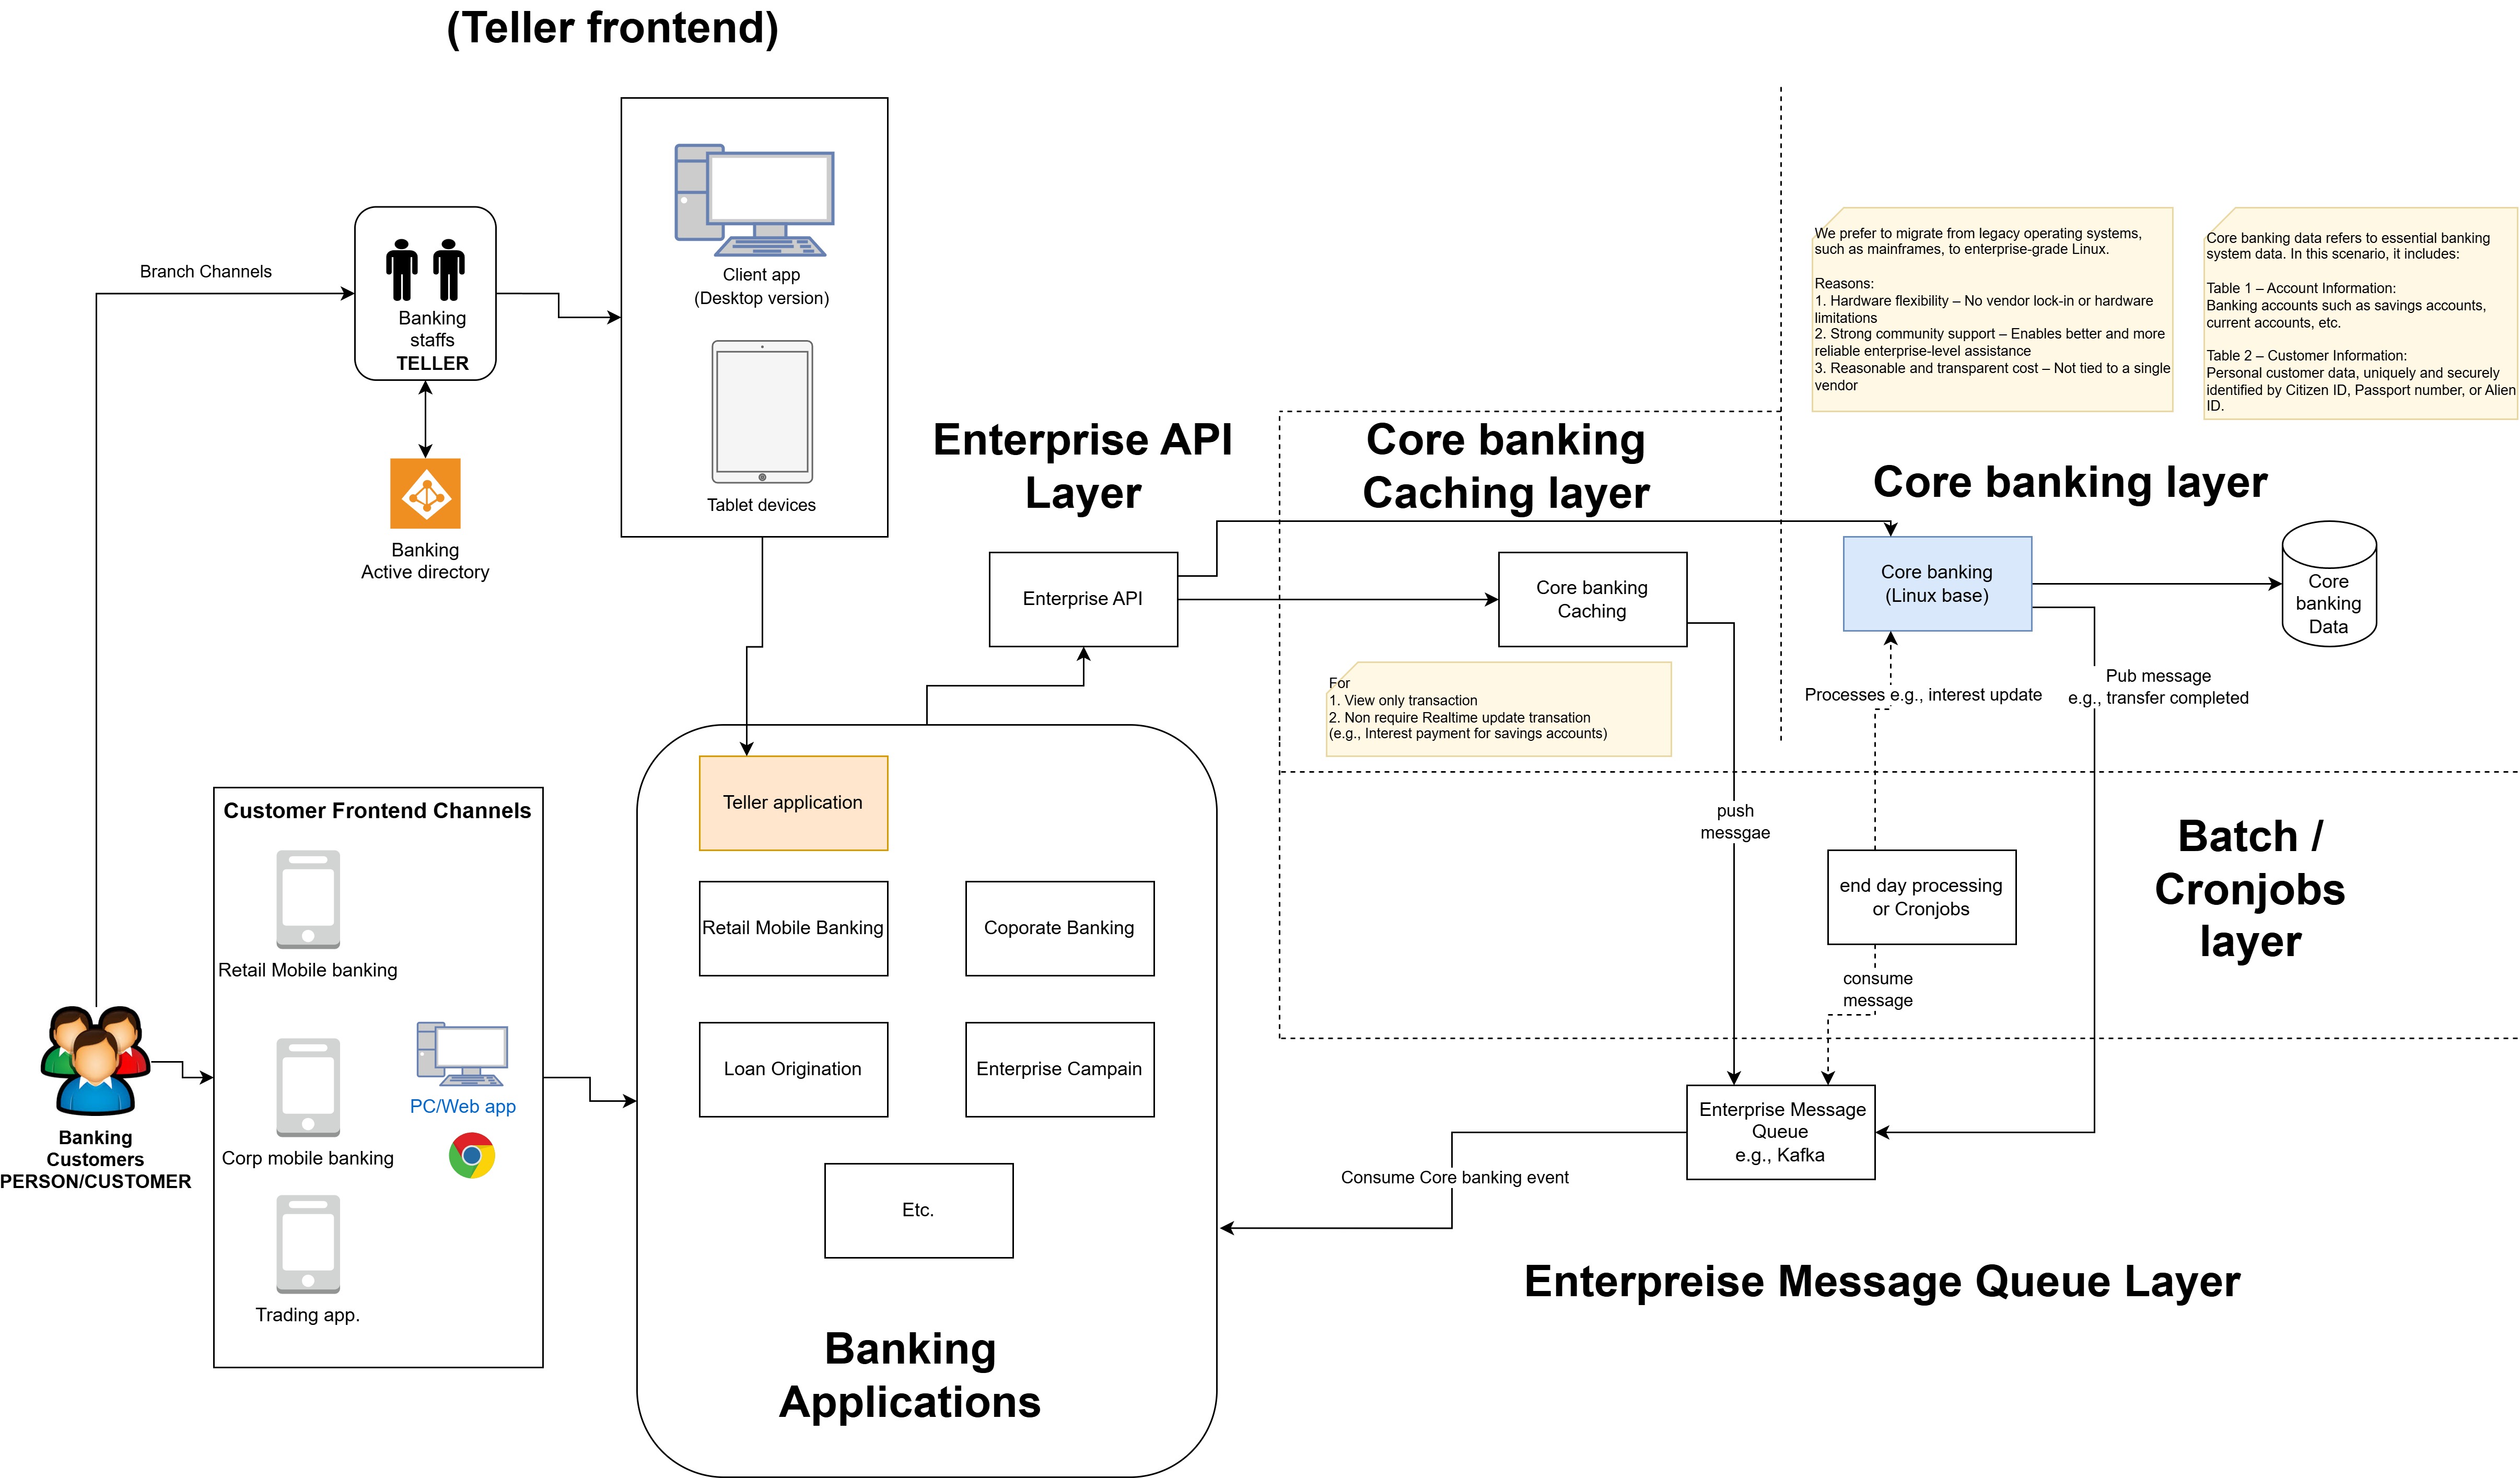 (Teller frontend)
Branch Channels
Banking
staffs
TELLER
Banking
Active directory
Client app
(Desktop version)
Tablet devices
Enterprise API
Layer
Enterprise API
Core banking
Caching layer
Core banking
Caching
For
1. View only transaction
2. Non require Realtime update transation
(e.g., Interest payment for savings accounts)
We prefer to migrate from legacy operating systems,
such as mainframes, to enterprise-grade Linux.
Reasons:
1. Hardware flexibility – No vendor lock-in or hardware
limitations
2. Strong community support – Enables better and more
reliable enterprise-level assistance
3. Reasonable and transparent cost – Not tied to a single
vendor
Core banking data refers to essential banking
system data. In this scenario, it includes:
Table 1 – Account Information:
Banking accounts such as savings accounts,
current accounts, etc.
Table 2 – Customer Information:
Personal customer data, uniquely and securely
identified by Citizen ID, Passport number, or Alien
ID.
Core banking layer
Core banking
(Linux base)
Core
banking
Data
Processes e.g., interest update
Pub message
e.g., transfer completed
push
messgae
end day processing
or Cronjobs
consume
message
Batch /
Cronjobs
layer
Enterprise Message
Queue
e.g., Kafka
Consume Core banking event
Enterpreise Message Queue Layer
Banking
Customers
PERSON/CUSTOMER
Customer Frontend Channels
Retail Mobile banking
Corp mobile banking
PC/Web app
Trading app.
Teller application
Retail Mobile Banking
Coporate Banking
Loan Origination
Enterprise Campain
Etc.
Banking
Applications